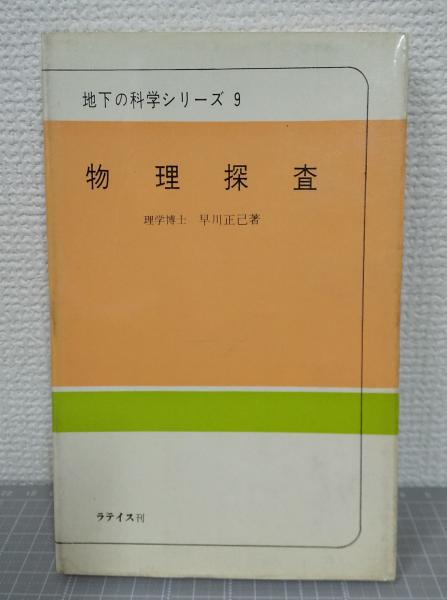 地下の科学シリーズ 9
物理探査
理学博士 早川正己著
ラテイス刊